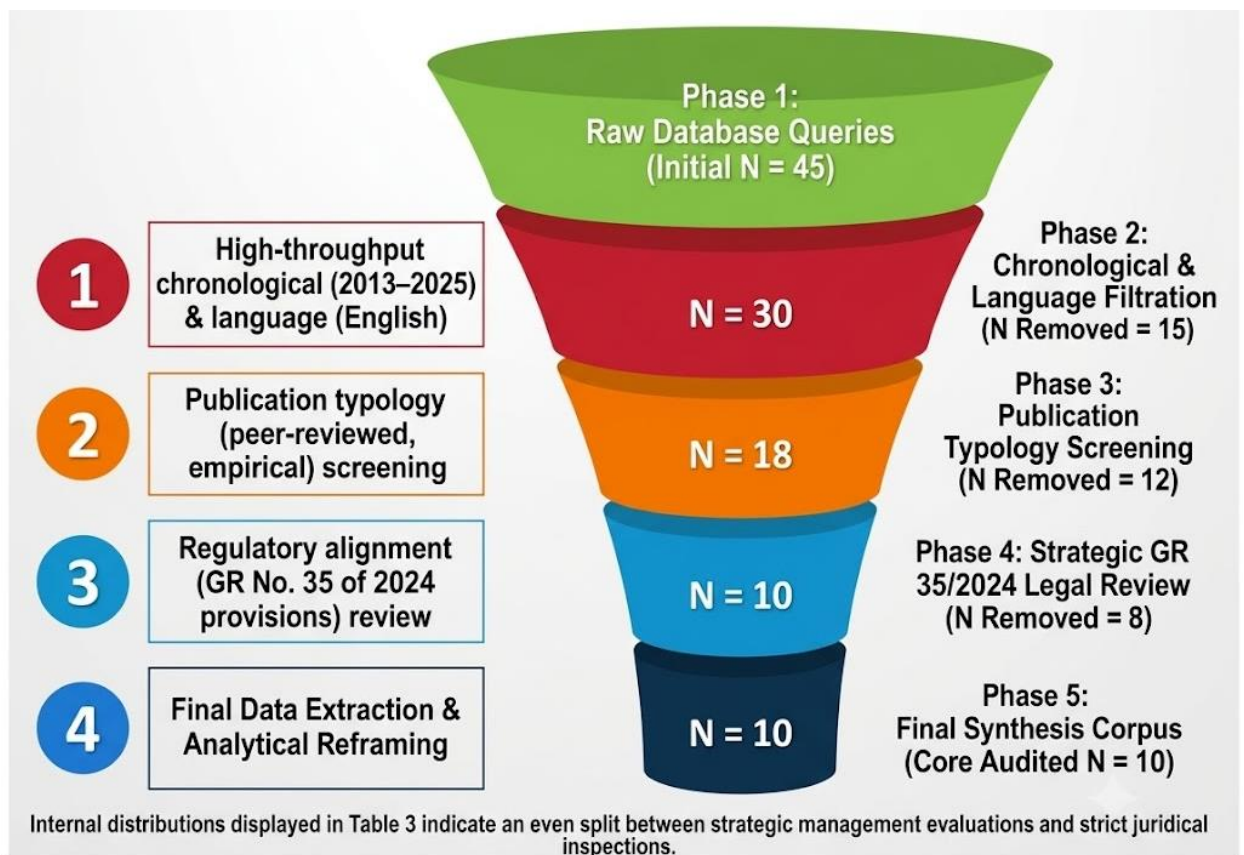 Phase 1:
Raw Database Queries
(Initial N = 45)
1
High-throughput
chronological (2013–2025)
& language (English)
N = 30
Phase 2:
Chronological &
Language Filtration
(N Removed = 15)
2
Publication typology
(peer-reviewed,
empirical) screening
N = 18
Phase 3:
Publication
Typology Screening
(N Removed = 12)
3
Regulatory alignment
(GR No. 35 of 2024
provisions) review
N = 10
Phase 4: Strategic GR
35/2024 Legal Review
(N Removed = 8)
4
Final Data Extraction &
Analytical Reframing
N = 10
Phase 5:
Final Synthesis Corpus
(Core Audited N = 10)
Internal distributions displayed in Table 3 indicate an even split between strategic management evaluations and strict juridical
inspections.